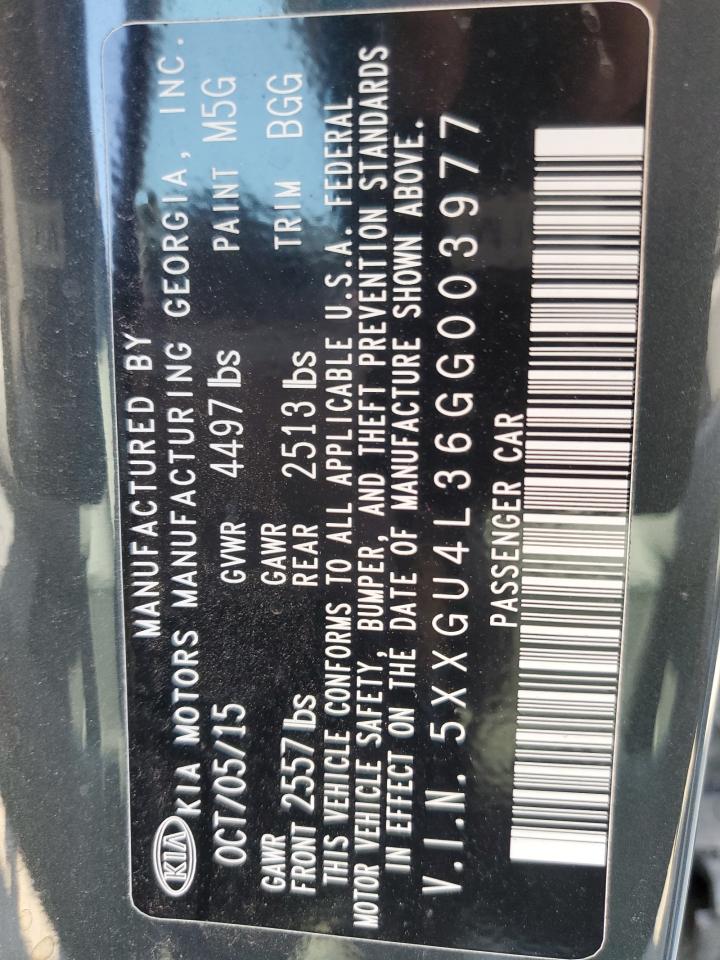 MANUFACTURED BY
KIA KIA MOTORS MANUFACTURING GEORGIA, INC.
OCT/05/15 GVWR 4497 lbs PAINT M5G
GAWR FRONT 2557 lbs GAWR REAR 2513 lbs TRIM BGG
THIS VEHICLE CONFORMS TO ALL APPLICABLE U.S.A. FEDERAL
MOTOR VEHICLE SAFETY, BUMPER, AND THEFT PREVENTION STANDARDS
IN EFFECT ON THE DATE OF MANUFACTURE SHOWN ABOVE.
V.I.N. 5XXGU4L36GG003977
PASSENGER CAR